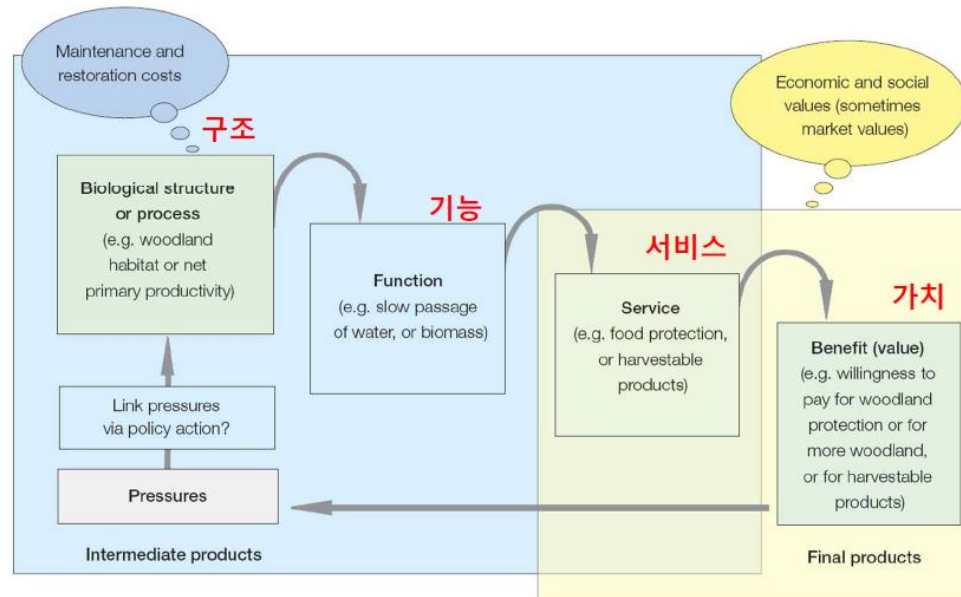 Maintenance and
restoration costs
Economic and social
values (sometimes
market values)
구조
Biological structure
or process
(e.g. woodland
habitat or net
primary productivity)
기능
Function
(e.g. slow passage
of water, or biomass)
서비스
Service
(e.g. food protection,
or harvestable
products)
가치
Benefit (value)
(e.g. willingness to
pay for woodland
protection or for
more woodland,
or for harvestable
products)
Link pressures
via policy action?
Pressures
Intermediate products
Final products